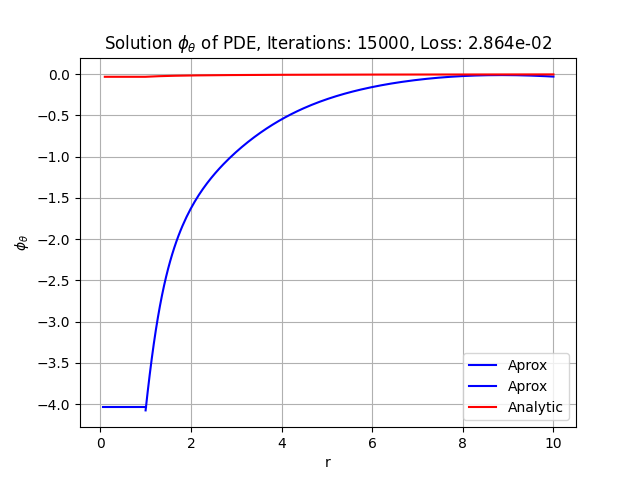 Solution ϕθ of PDE, Iterations: 15000, Loss: 2.864e-02
0.0
−0.5
−1.0
−1.5
−2.0
−2.5
−3.0
−3.5
−4.0
ϕθ
Aprox
Aprox
Analytic
0 2 4 6 8 10
r